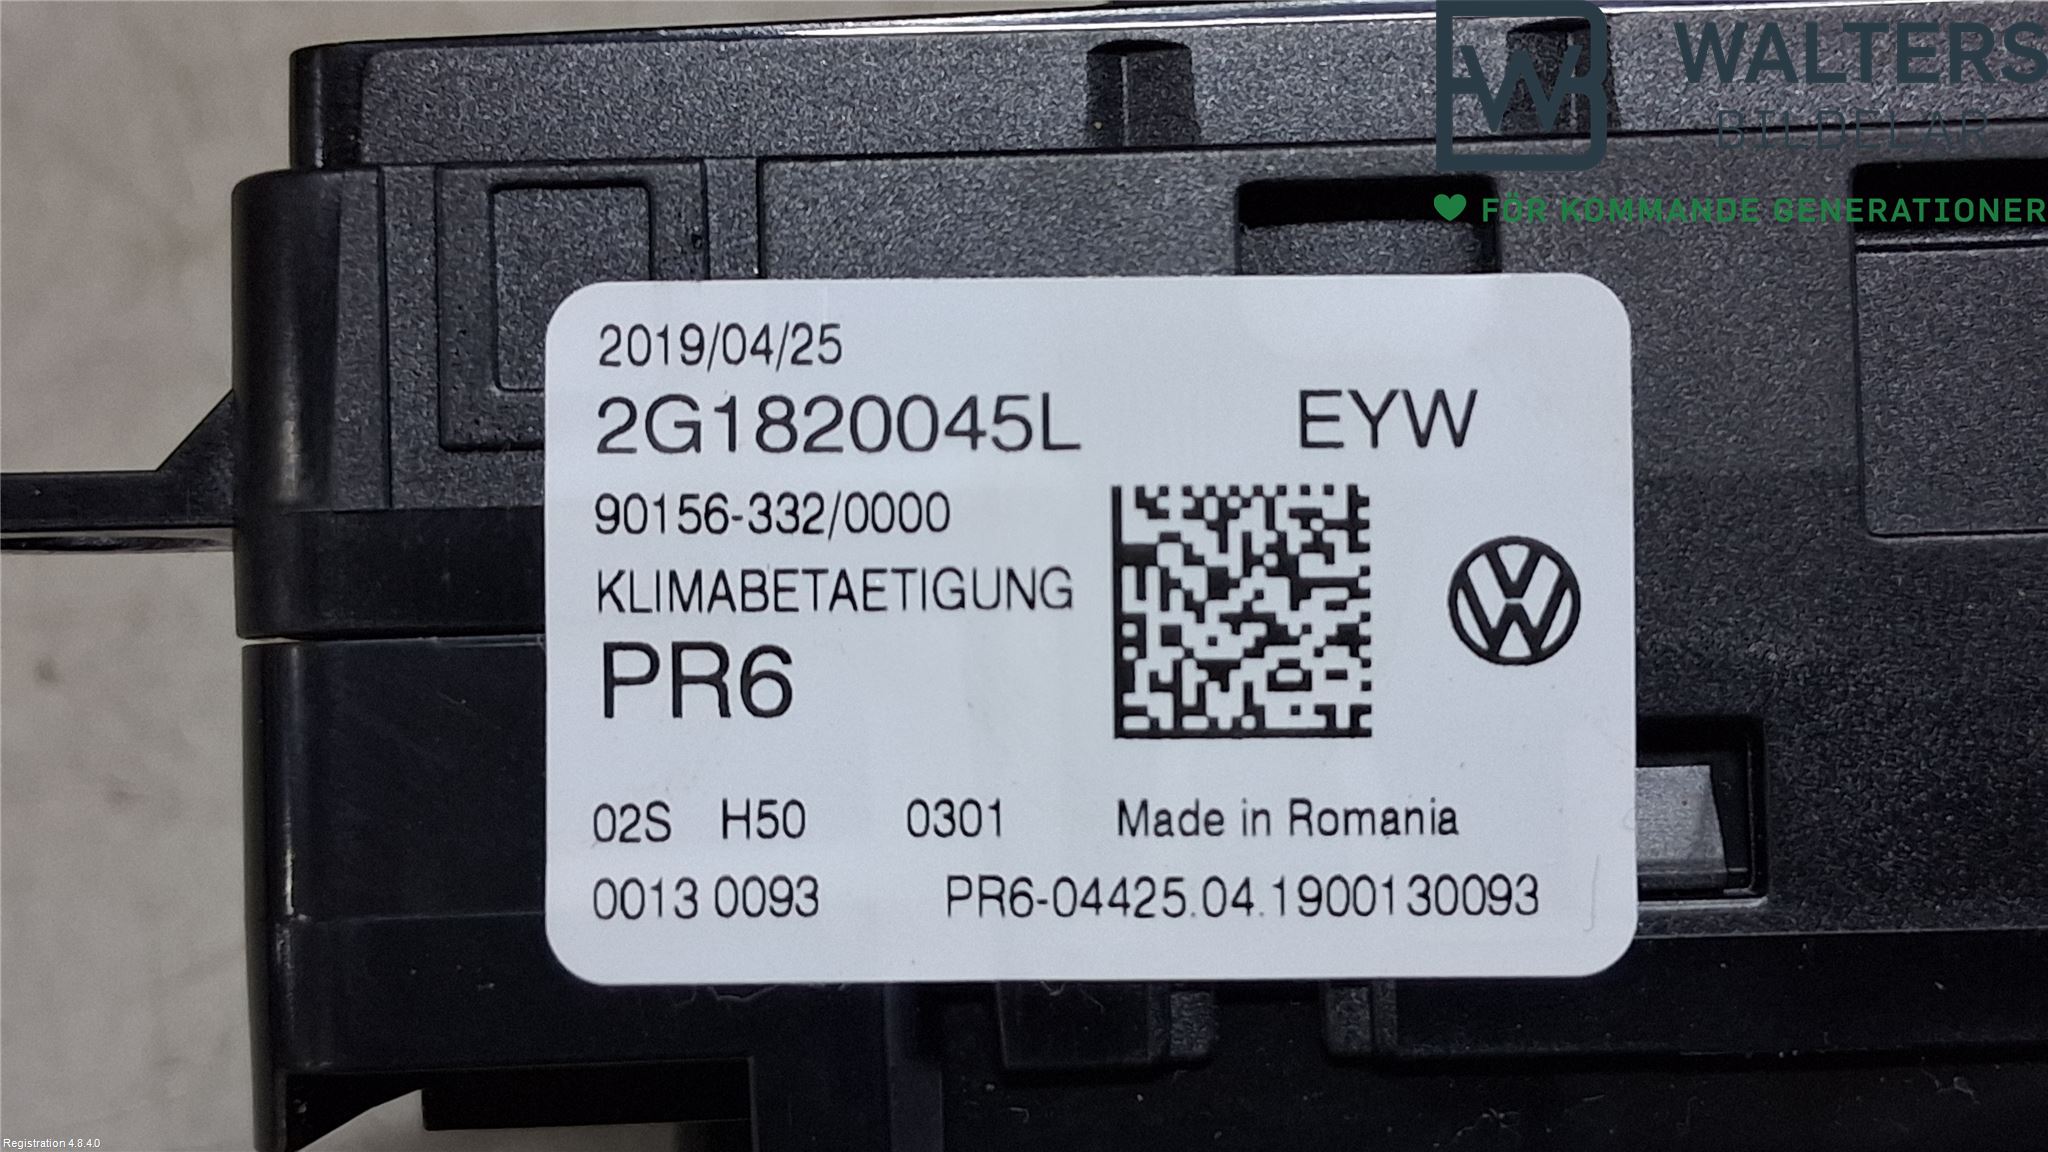 WALTERS
BILDELAR
FÖR KOMMANDE GENERATIONER
2019/04/25
2G1820045L EYW
90156-332/0000
KLIMABETAETIGUNG
PR6
02S H50 0301 Made in Romania
0013 0093 PR6-04425.04.1900130093
Registration 4.8.4.0